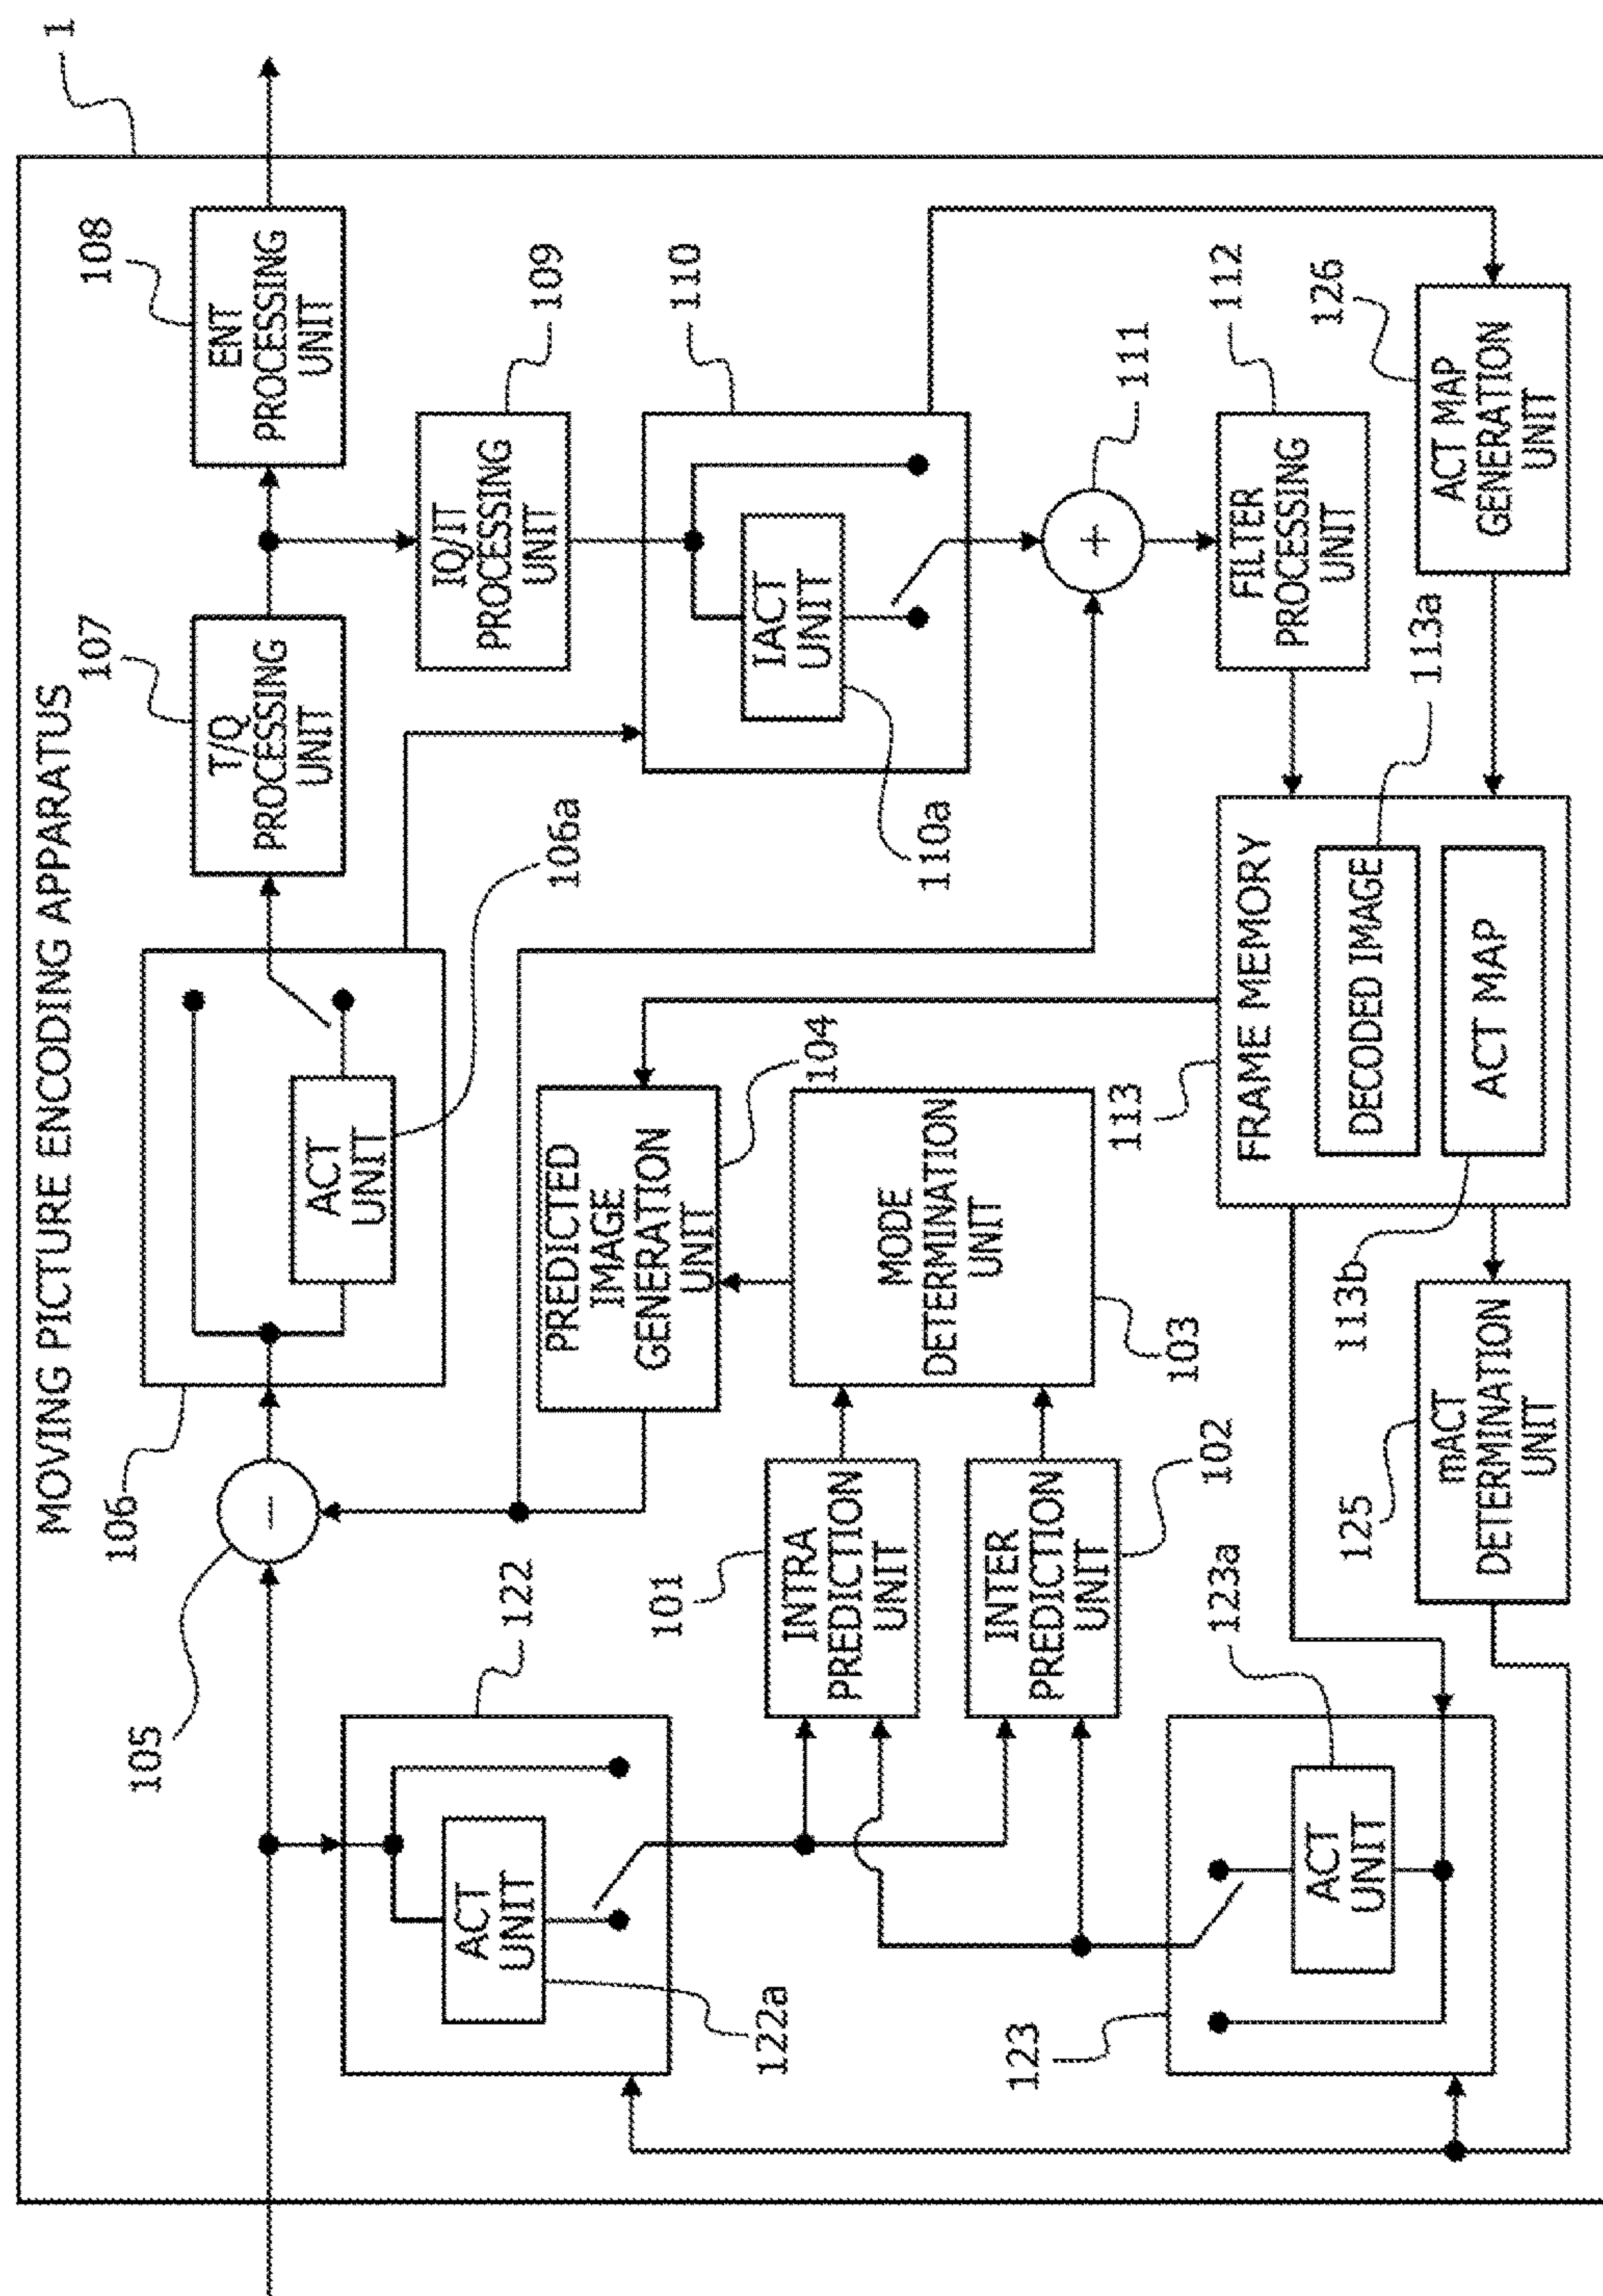 MOVING PICTURE ENCODING APPARATUS
1
105
106
ACT
UNIT
106a
107
T/Q
PROCESSING
UNIT
108
ENT
PROCESSING
UNIT
122
ACT
UNIT
122a
PREDICTED
IMAGE
GENERATION
UNIT
104
IQ/IT
PROCESSING
UNIT
109
110
IACT
UNIT
110a
101
INTRA
PREDICTION
UNIT
MODE
DETERMINATION
UNIT
103
INTER
PREDICTION
UNIT
102
+
111
123
ACT
UNIT
123a
113
FRAME MEMORY
DECODED IMAGE
113a
ACT MAP
113b
FILTER
PROCESSING
UNIT
112
125
mACT
DETERMINATION
UNIT
126
ACT MAP
GENERATION
UNIT